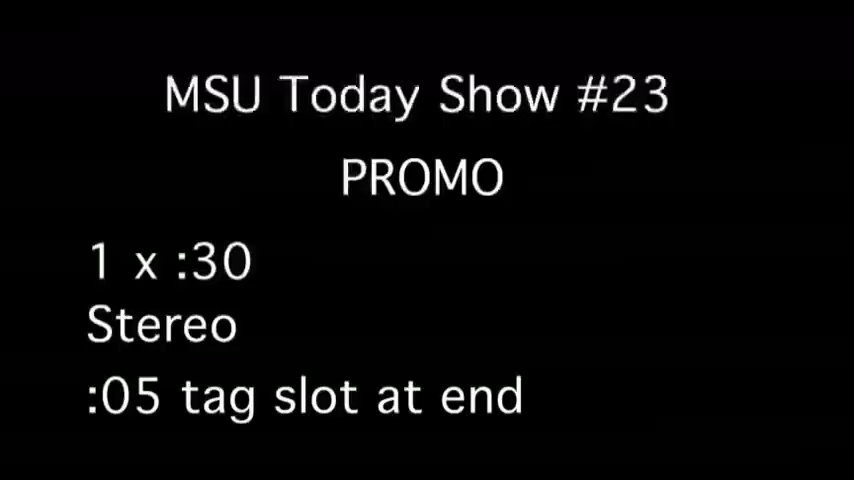 MSU Today Show #23
PROMO
1 x :30
Stereo
:05 tag slot at end